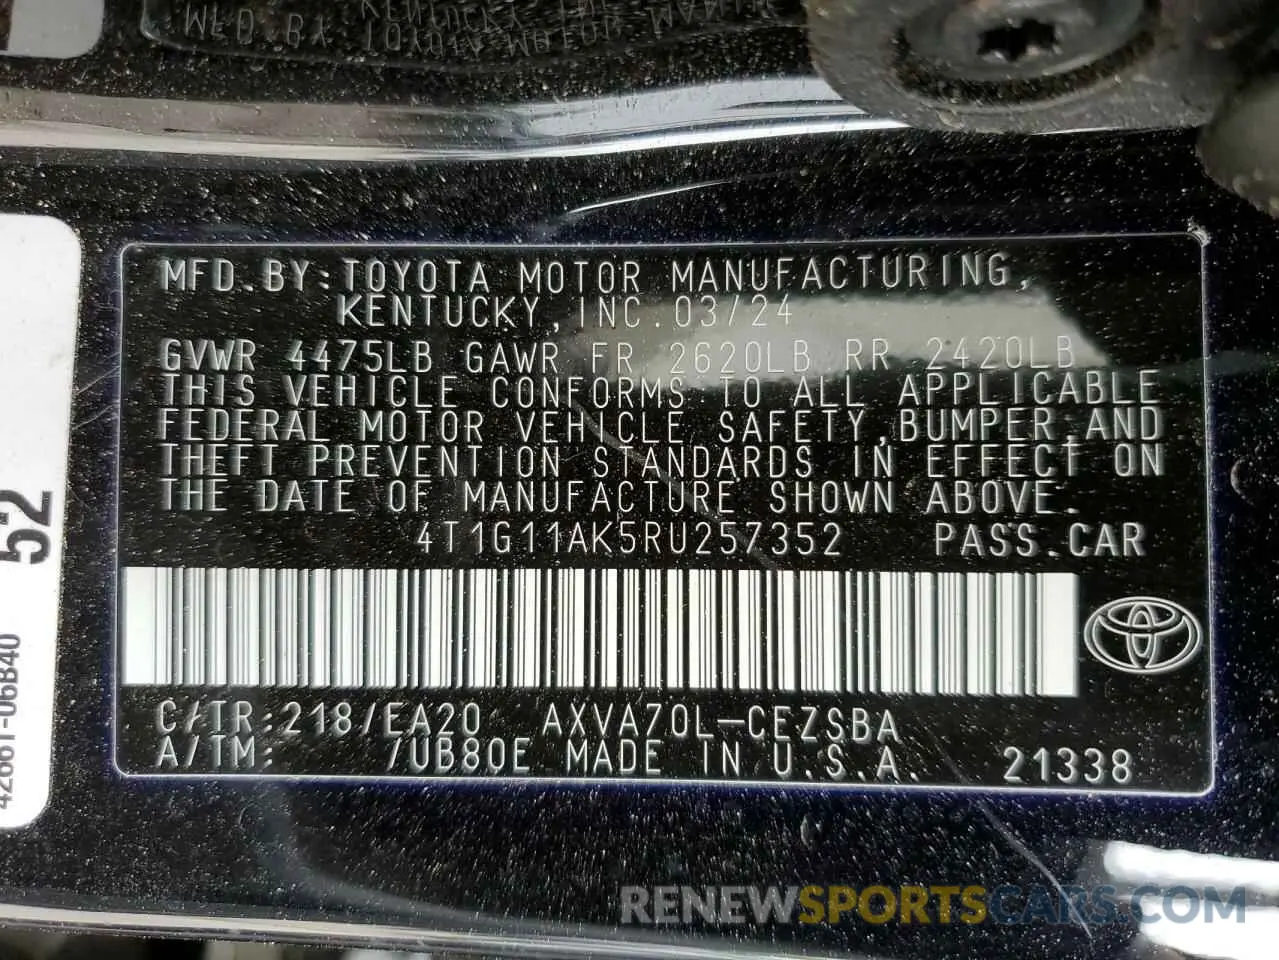 MFD. BY: TOYOTA MOTOR MANUFACTURING,
KENTUCKY, INC. 03/24
GVWR 4475LB GAWR FR 2620LB RR 2420LB
THIS VEHICLE CONFORMS TO ALL APPLICABLE
FEDERAL MOTOR VEHICLE SAFETY, BUMPER, AND
THEFT PREVENTION STANDARDS IN EFFECT ON
THE DATE OF MANUFACTURE SHOWN ABOVE.
4T1G11AK5RU257352 PASS. CAR
C/TR: 218/EA20 AXVA70L-CEZSBA
A/TM: /UB80E MADE IN U.S.A. 21338
52
42661-06B40
RENEWSPORTSCARS.COM